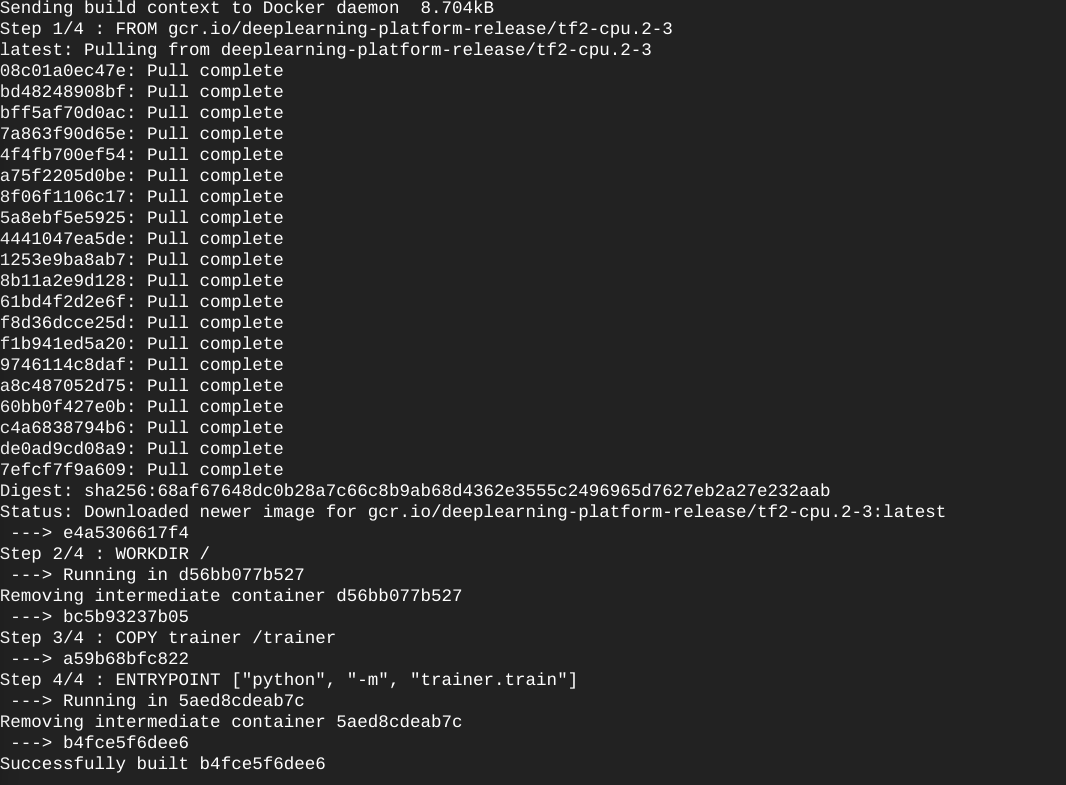 Sending build context to Docker daemon  8.704kB
Step 1/4 : FROM gcr.io/deeplearning-platform-release/tf2-cpu.2-3
latest: Pulling from deeplearning-platform-release/tf2-cpu.2-3
08c01a0ec47e: Pull complete
bd48248908bf: Pull complete
bff5af70d0ac: Pull complete
7a863f90d65e: Pull complete
4f4fb700ef54: Pull complete
a75f2205d0be: Pull complete
8f06f1106c17: Pull complete
5a8ebf5e5925: Pull complete
4441047ea5de: Pull complete
1253e9ba8ab7: Pull complete
8b11a2e9d128: Pull complete
61bd4f2d2e6f: Pull complete
f8d36dcce25d: Pull complete
f1b941ed5a20: Pull complete
9746114c8daf: Pull complete
a8c487052d75: Pull complete
60bb0f427e0b: Pull complete
c4a6838794b6: Pull complete
de0ad9cd08a9: Pull complete
7efcf7f9a609: Pull complete
Digest: sha256:68af67648dc0b28a7c66c8b9ab68d4362e3555c2496965d7627eb2a27e232aab
Status: Downloaded newer image for gcr.io/deeplearning-platform-release/tf2-cpu.2-3:latest
 ---> e4a5306617f4
Step 2/4 : WORKDIR /
 ---> Running in d56bb077b527
Removing intermediate container d56bb077b527
 ---> bc5b93237b05
Step 3/4 : COPY trainer /trainer
 ---> a59b68bfc822
Step 4/4 : ENTRYPOINT ["python", "-m", "trainer.train"]
 ---> Running in 5aed8cdeab7c
Removing intermediate container 5aed8cdeab7c
 ---> b4fce5f6dee6
Successfully built b4fce5f6dee6